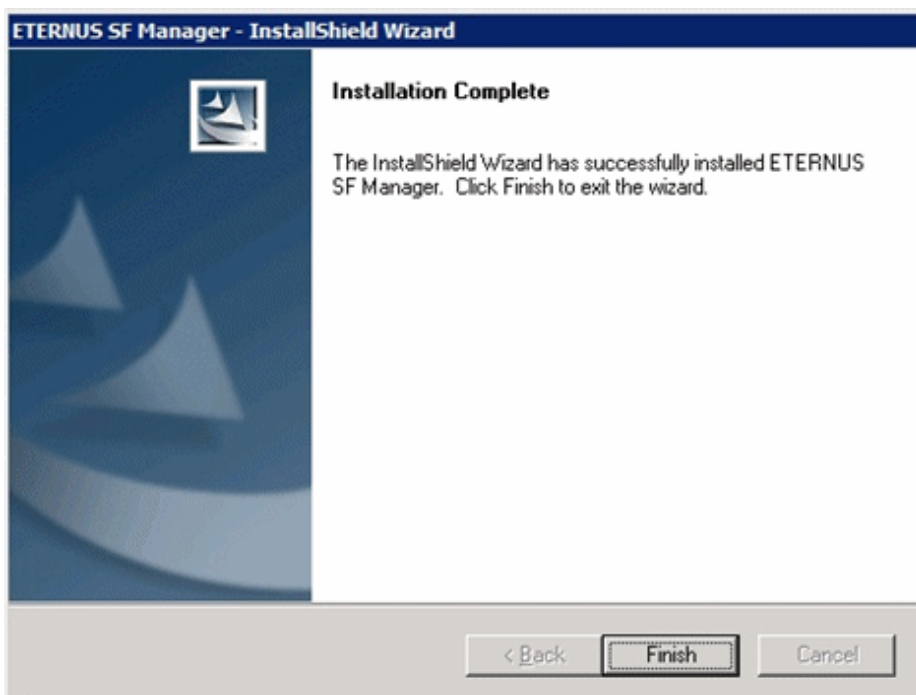 ETERNUS SF Manager - InstallShield Wizard
Installation Complete
The InstallShield Wizard has successfully installed ETERNUS
SF Manager. Click Finish to exit the wizard.
< Back Finish Cancel